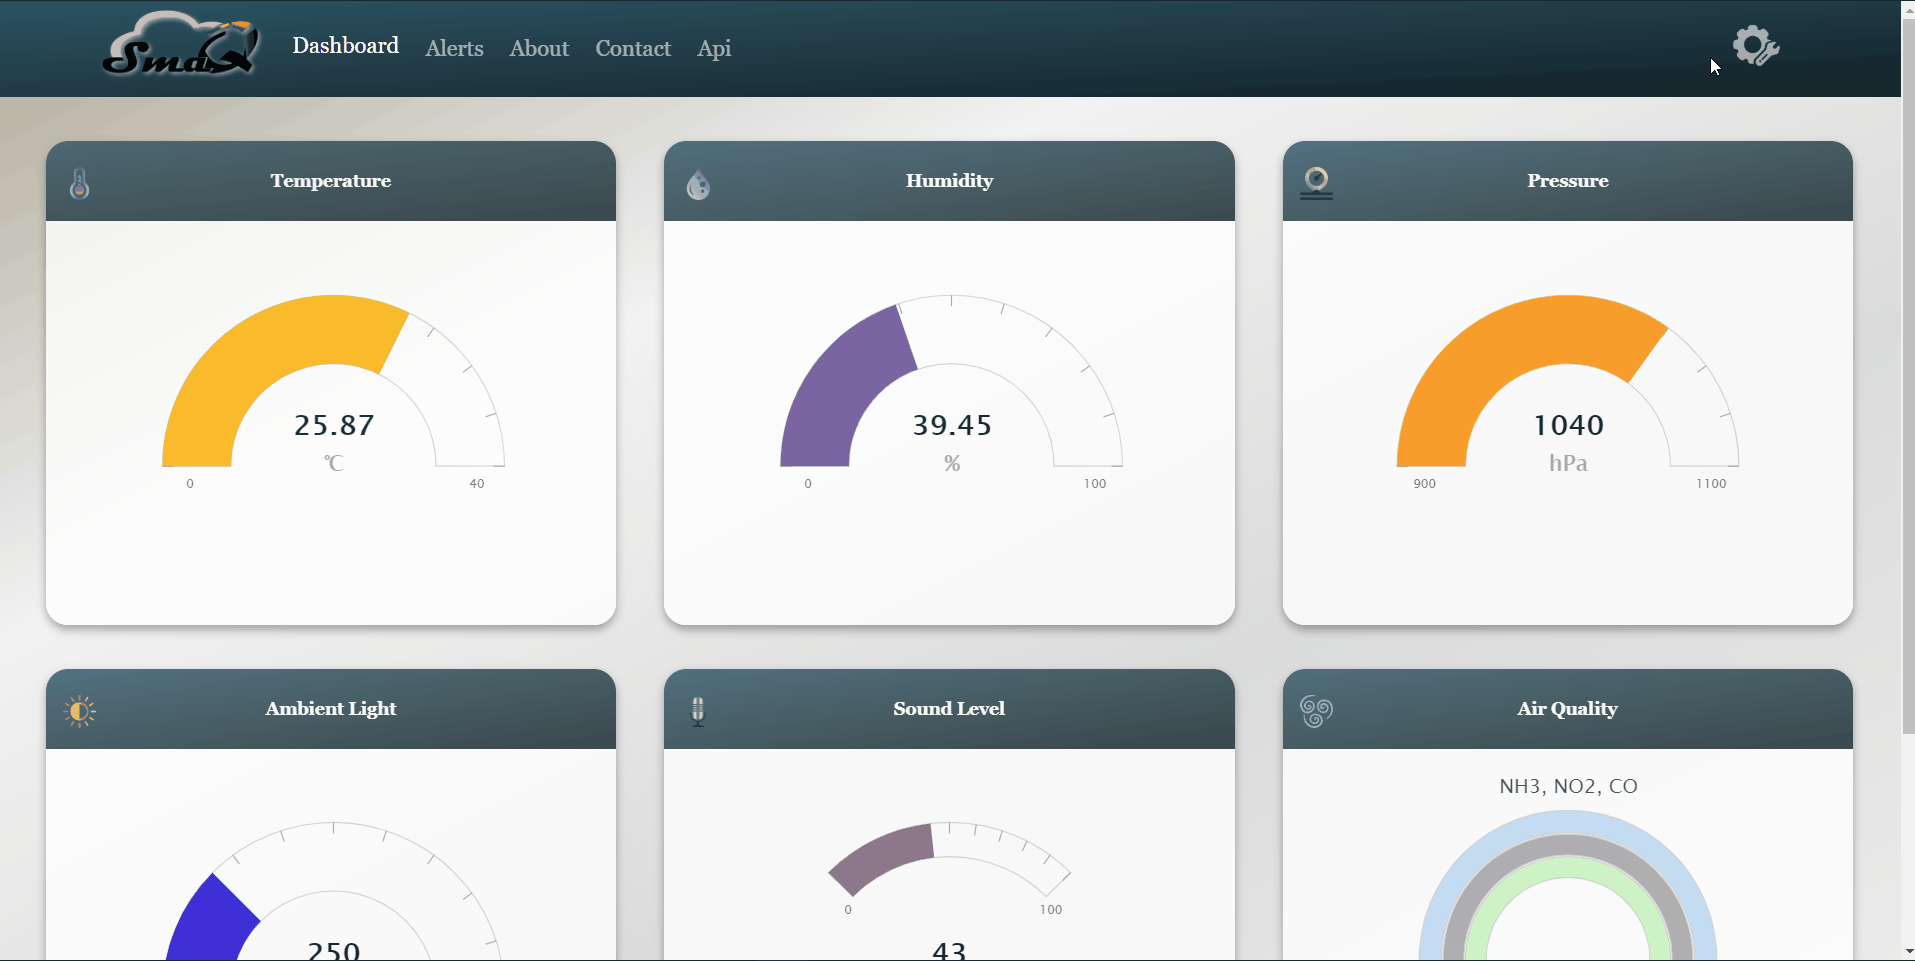 SmaQ
Dashboard Alerts About Contact Api
Temperature
25.87
℃
0 40
Humidity
39.45
%
0 100
Pressure
1040
hPa
900 1100
Ambient Light
250
Sound Level
0 100
43
Air Quality
NH3, NO2, CO